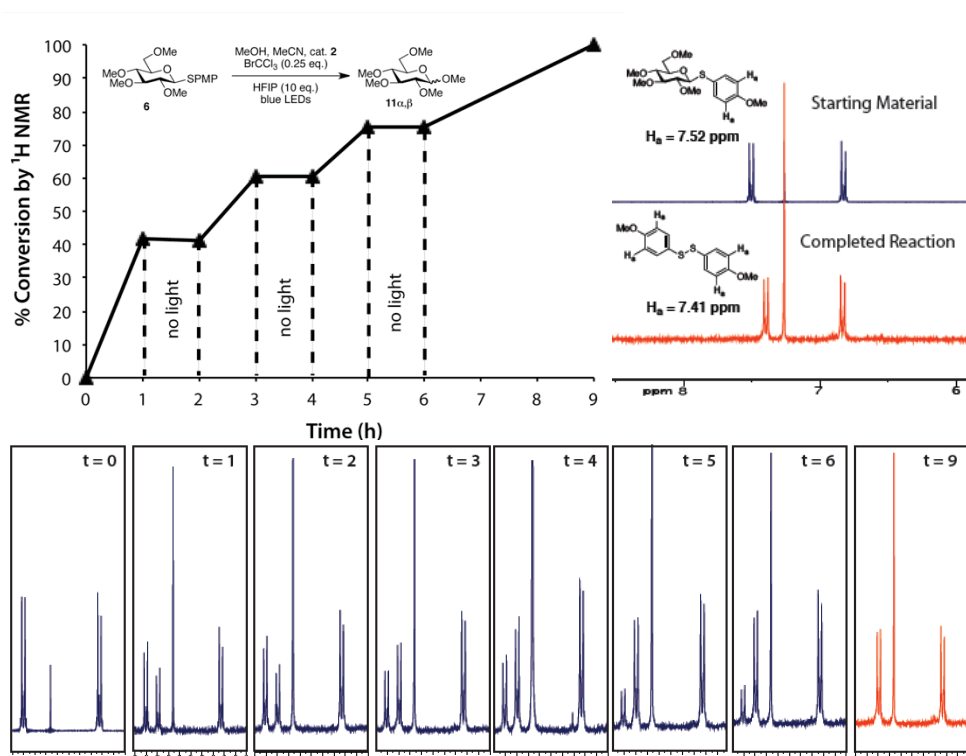 % Conversion by ¹H NMR
100
90
80
70
60
50
40
30
20
10
0
0
1
2
3
4
5
6
7
8
9
Time (h)
no light
no light
no light
OMe
MeO
MeO
O
SPMP
OMe
6
MeOH, MeCN, cat. 2
BrCCl₃ (0.25 eq.)
HFIP (10 eq.)
blue LEDs
OMe
MeO
MeO
O
OMe
OMe
11α,β
OMe
MeO
MeO
O
S
OMe
Hₐ
OMe
Hₐ
Hₐ = 7.52 ppm
Starting Material
Hₐ
MeO
Hₐ
S
S
Hₐ
OMe
Hₐ
Hₐ = 7.41 ppm
Completed Reaction
ppm
8
7
6
t = 0
t = 1
t = 2
t = 3
t = 4
t = 5
t = 6
t = 9